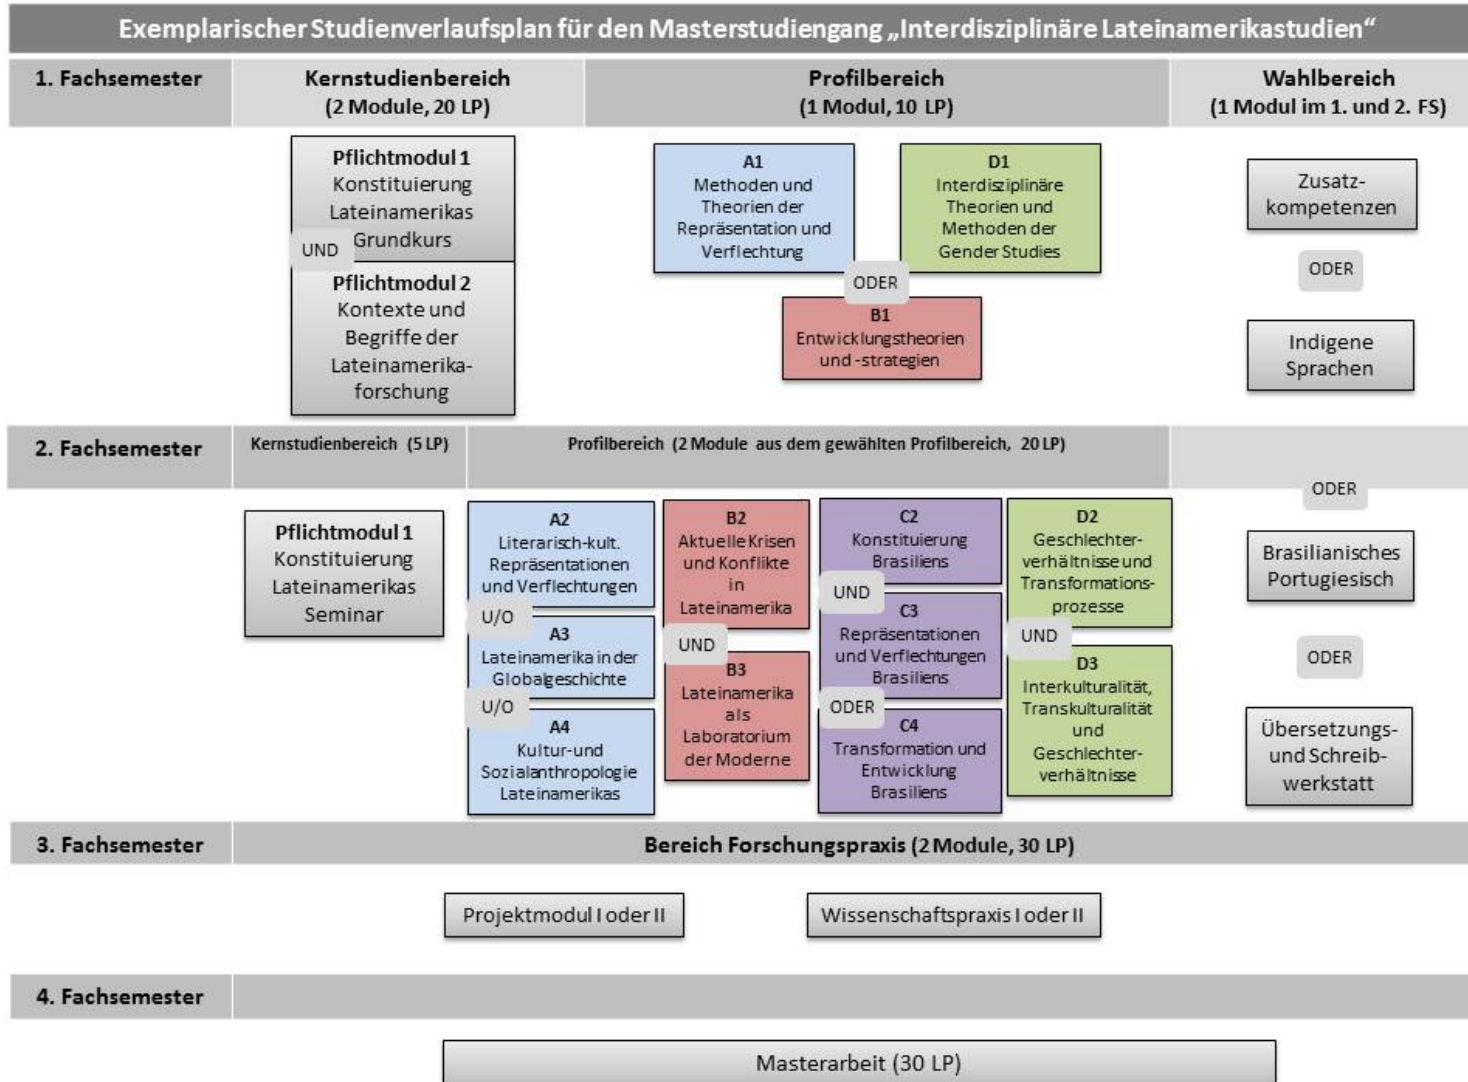 Exemplarischer Studienverlaufsplan für den Masterstudiengang „Interdisziplinäre Lateinamerikastudien“
1. Fachsemester
Kernstudienbereich
(2 Module, 20 LP)
Profilbereich
(1 Modul, 10 LP)
Wahlbereich
(1 Modul im 1. und 2. FS)
Pflichtmodul 1
Konstituierung
Lateinamerikas
Grundkurs
UND
Pflichtmodul 2
Kontexte und
Begriffe der
Lateinamerika-
forschung
A1
Methoden und
Theorien der
Repräsentation und
Verflechtung
D1
Interdisziplinäre
Theorien und
Methoden der
Gender Studies
ODER
B1
Entwicklungstheorien
und -strategien
Zusatz-
kompetenzen
ODER
Indigene
Sprachen
2. Fachsemester
Kernstudienbereich (5 LP)
Profilbereich (2 Module aus dem gewählten Profilbereich, 20 LP)
Pflichtmodul 1
Konstituierung
Lateinamerikas
Seminar
A2
Literarisch-kult.
Repräsentationen
und Verflechtungen
U/O
A3
Lateinamerika in der
Globalgeschichte
U/O
A4
Kultur-und
Sozialanthropologie
Lateinamerikas
B2
Aktuelle Krisen
und Konflikte
in
Lateinamerika
UND
B3
Lateinamerika
als
Laboratorium
der Moderne
C2
Konstituierung
Brasiliens
UND
C3
Repräsentationen
und Verflechtungen
Brasiliens
ODER
C4
Transformation und
Entwicklung
Brasiliens
D2
Geschlechter-
verhältnisse und
Transformations-
prozesse
UND
D3
Interkulturalität,
Transkulturalität
und
Geschlechter-
verhältnisse
ODER
Brasilianisches
Portugiesisch
ODER
Übersetzungs-
und Schreib-
werkstatt
3. Fachsemester
Bereich Forschungspraxis (2 Module, 30 LP)
Projektmodul I oder II
Wissenschaftspraxis I oder II
4. Fachsemester
Masterarbeit (30 LP)